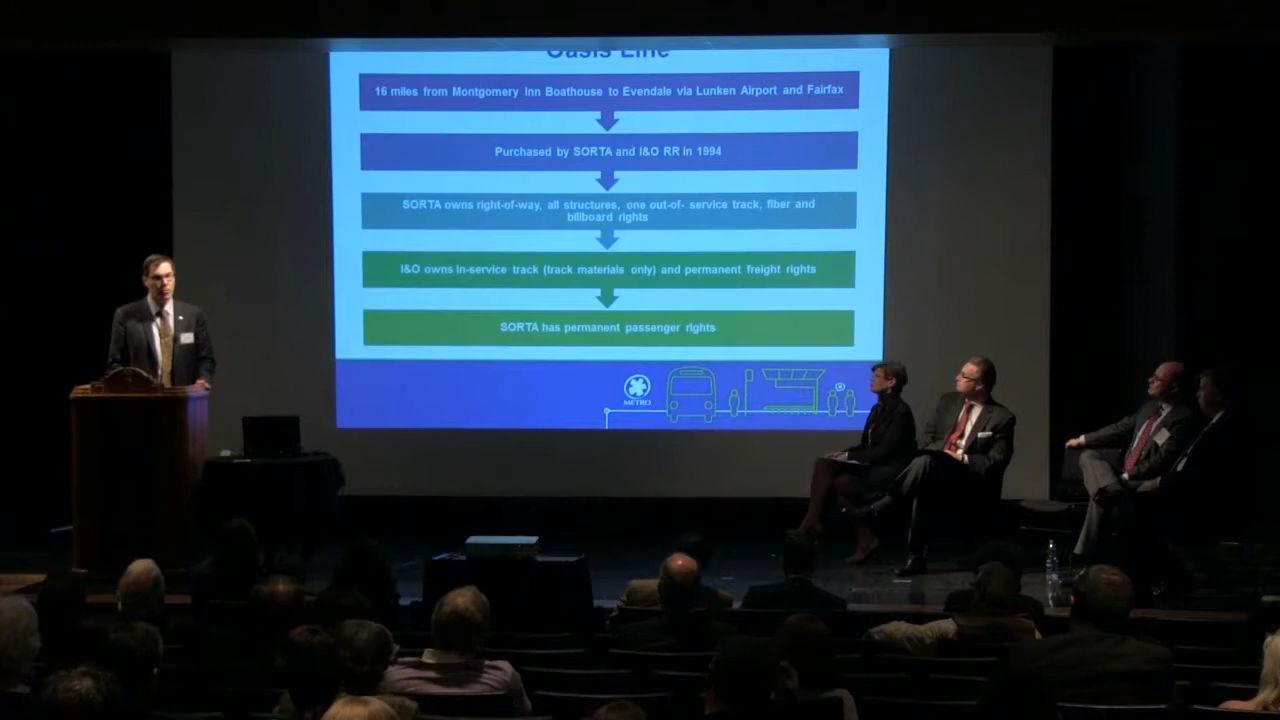 Oasis Line
16 miles from Montgomery Inn Boathouse to Evendale via Lunken Airport and Fairfax
Purchased by SORTA and I&O RR in 1994
SORTA owns right-of-way, all structures, one out-of- service track, fiber and
billboard rights
I&O owns in-service track (track materials only) and permanent freight rights
SORTA has permanent passenger rights
METRO